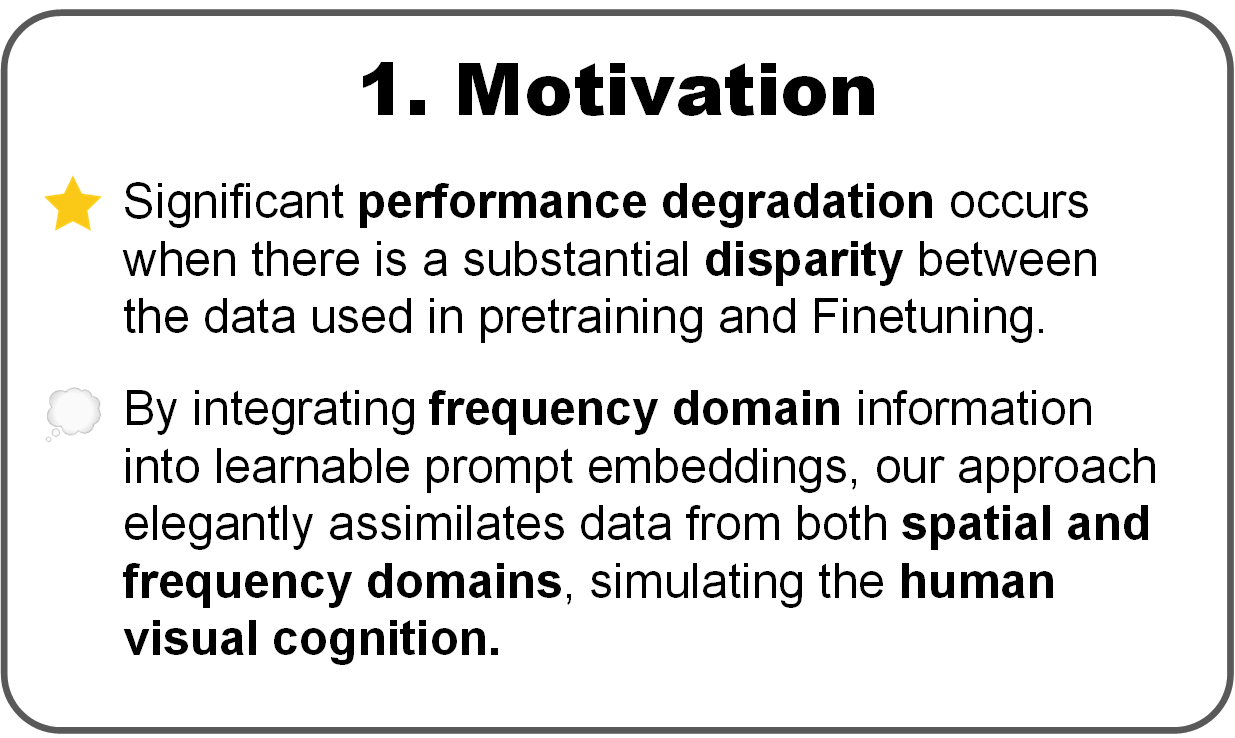 1. Motivation
Significant performance degradation occurs
when there is a substantial disparity between
the data used in pretraining and Finetuning.
By integrating frequency domain information
into learnable prompt embeddings, our approach
elegantly assimilates data from both spatial and
frequency domains, simulating the human
visual cognition.